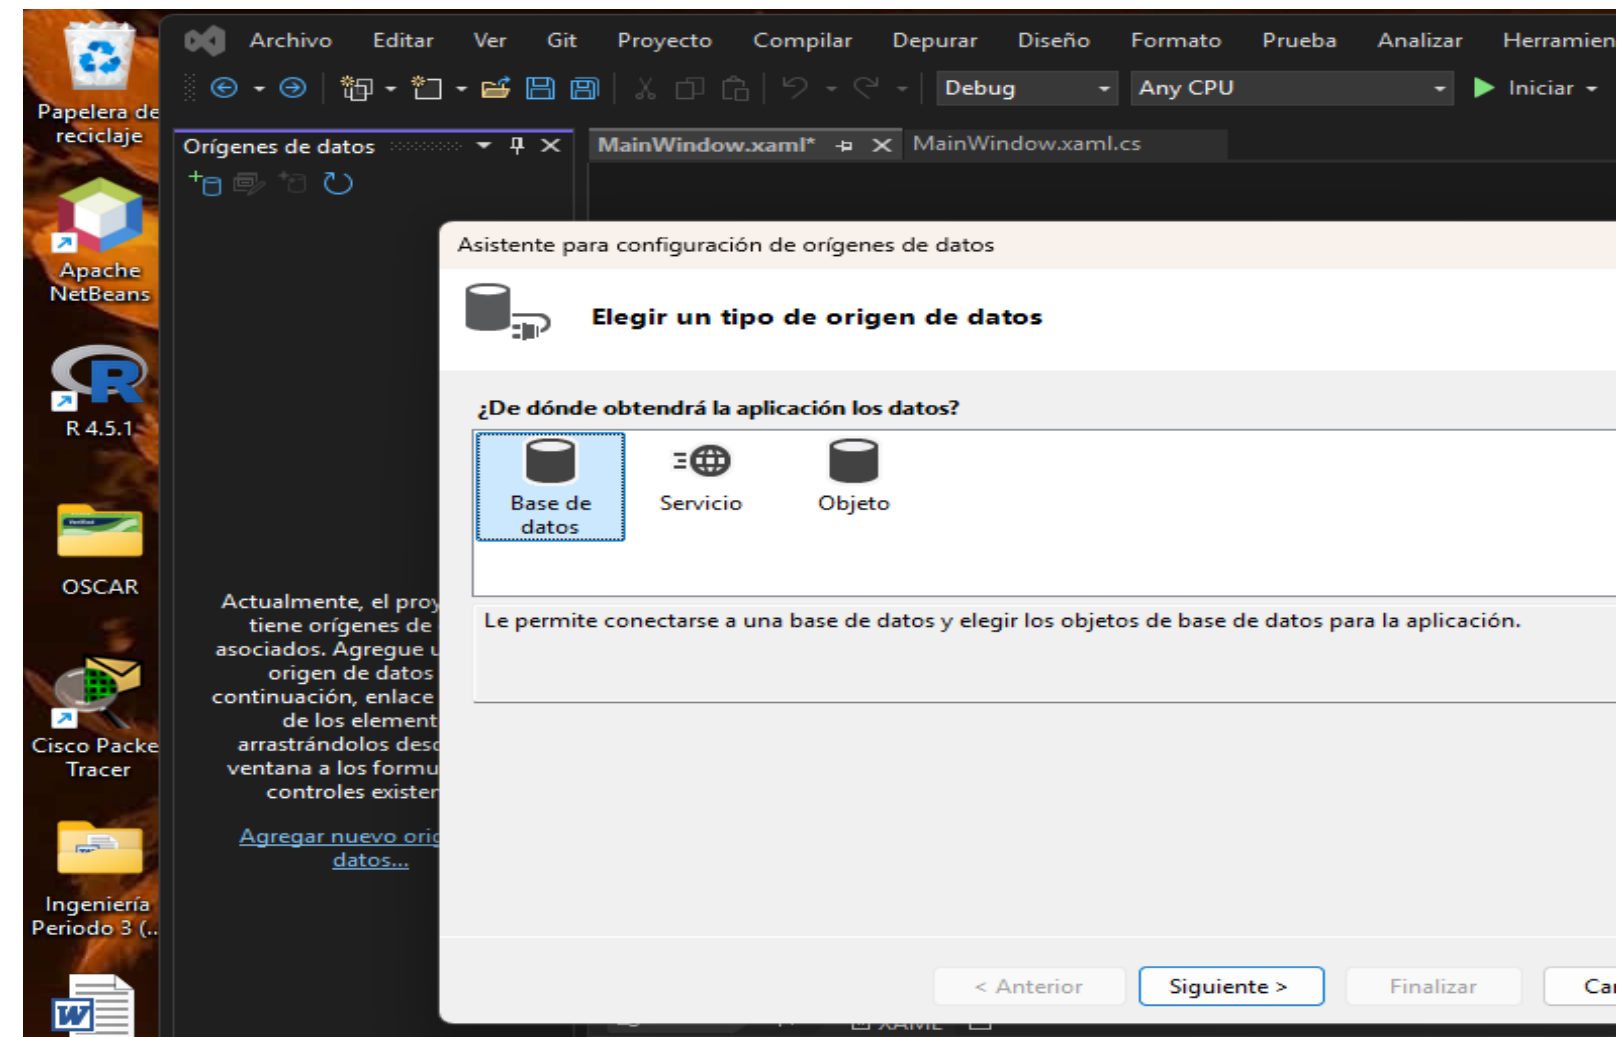 Papelera de
reciclaje
Apache
NetBeans
R 4.5.1
OSCAR
Cisco Packe
Tracer
Ingeniería
Periodo 3 (..
Archivo Editar Ver Git Proyecto Compilar Depurar Diseño Formato Prueba Analizar Herramien
Debug Any CPU Iniciar
Orígenes de datos
MainWindow.xaml* MainWindow.xaml.cs
Actualmente, el proy
tiene orígenes de
asociados. Agregue u
origen de datos
continuación, enlace
de los element
arrastrándolos desd
ventana a los formu
controles exister
Agregar nuevo orig
datos...
Asistente para configuración de orígenes de datos
Elegir un tipo de origen de datos
¿De dónde obtendrá la aplicación los datos?
Base de
datos
Servicio
Objeto
Le permite conectarse a una base de datos y elegir los objetos de base de datos para la aplicación.
< Anterior Siguiente > Finalizar Can
XAML